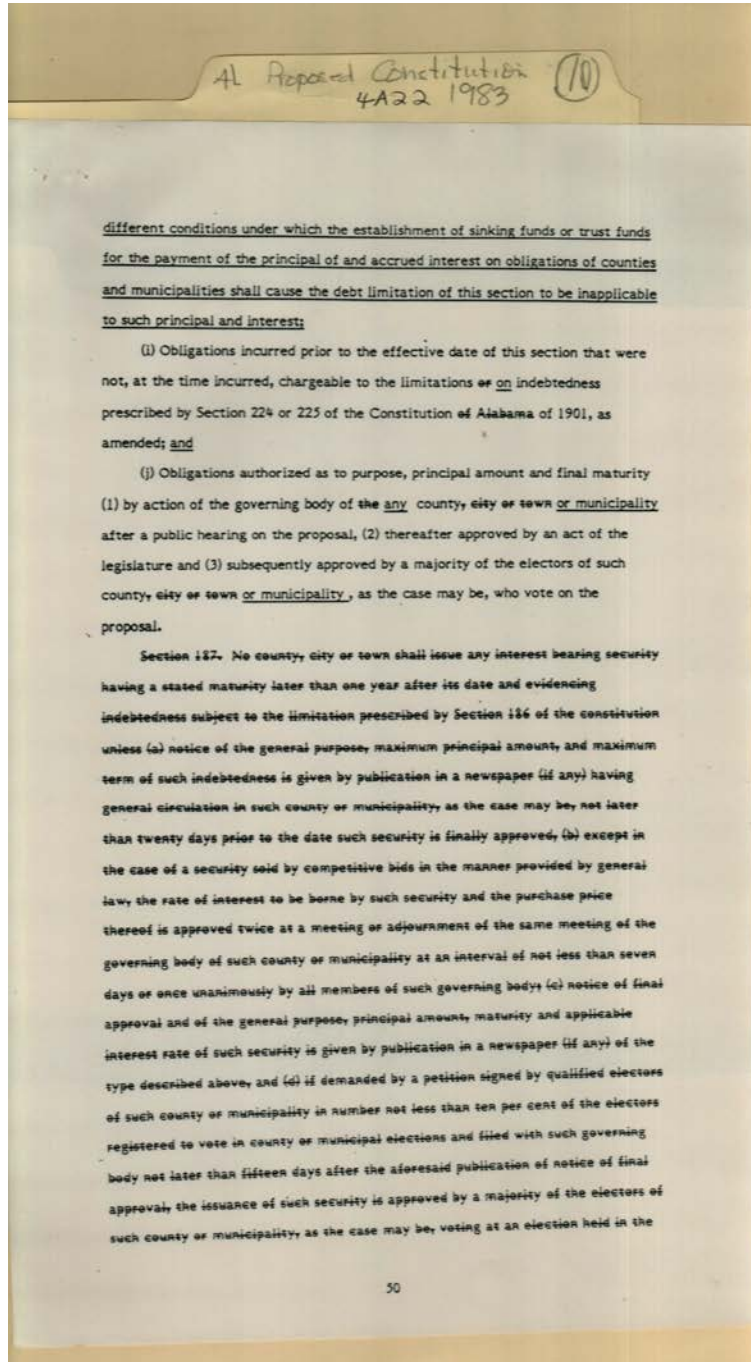 AL Proposed Constitution (10)
4A22 1983
different conditions under which the establishment of sinking funds or trust funds
for the payment of the principal of and accrued interest on obligations of counties
and municipalities shall cause the debt limitation of this section to be inapplicable
to such principal and interest;
(i) Obligations incurred prior to the effective date of this section that were
not, at the time incurred, chargeable to the limitations or on indebtedness
prescribed by Section 224 or 225 of the Constitution of Alabama of 1901, as
amended; and
(j) Obligations authorized as to purpose, principal amount and final maturity
(1) by action of the governing body of the any county, city or town or municipality
after a public hearing on the proposal, (2) thereafter approved by an act of the
legislature and (3) subsequently approved by a majority of the electors of such
county, city or town or municipality , as the case may be, who vote on the
proposal.
Section 187. No county, city or town shall issue any interest bearing security
having a stated maturity later than one year after its date and evidencing
indebtedness subject to the limitation prescribed by Section 186 of the constitution
unless (a) notice of the general purpose, maximum principal amount, and maximum
term of such indebtedness is given by publication in a newspaper (if any) having
general circulation in such county or municipality, as the case may be, not later
than twenty days prior to the date such security is finally approved, (b) except in
the case of a security sold by competitive bids in the manner provided by general
law, the rate of interest to be borne by such security and the purchase price
thereof is approved twice at a meeting or adjournment of the same meeting of the
governing body of such county or municipality at an interval of not less than seven
days or once unanimously by all members of such governing body; (c) notice of final
approval and of the general purpose, principal amount, maturity and applicable
interest rate of such security is given by publication in a newspaper (if any) of the
type described above, and (d) if demanded by a petition signed by qualified electors
of such county or municipality in number not less than ten per cent of the electors
registered to vote in county or municipal elections and filed with such governing
body not later than fifteen days after the aforesaid publication of notice of final
approval, the issuance of such security is approved by a majority of the electors of
such county or municipality, as the case may be, voting at an election held in the
50